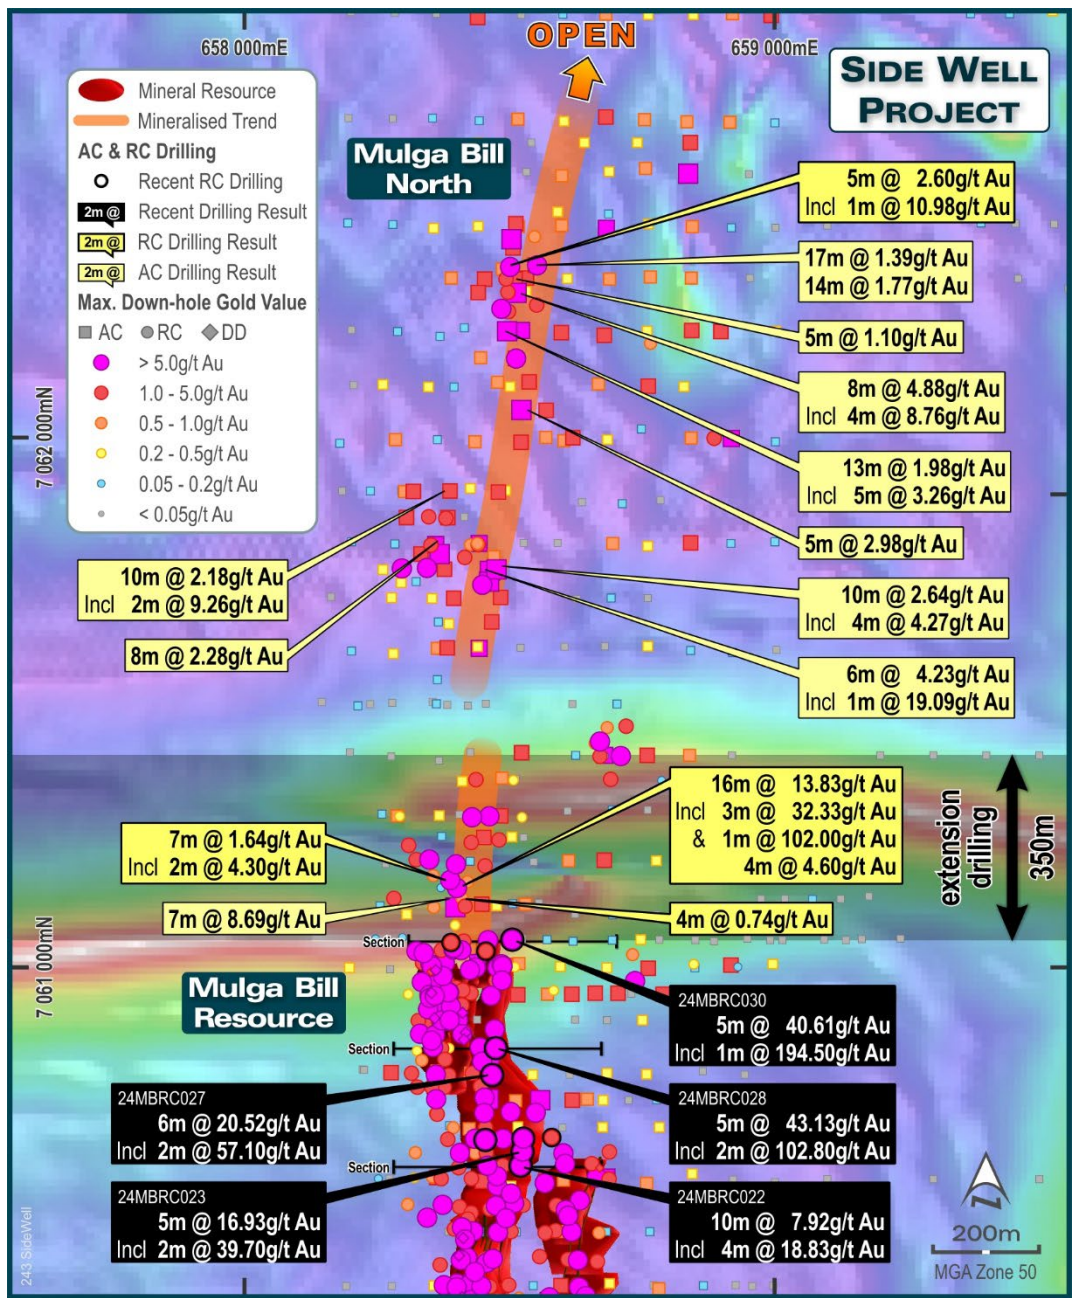 658 000mE
OPEN
659 000mE
SIDE WELL
PROJECT
Mineral Resource
Mineralised Trend
AC & RC Drilling
Recent RC Drilling
2m @ Recent Drilling Result
2m @ RC Drilling Result
2m @ AC Drilling Result
Max. Down-hole Gold Value
AC RC DD
> 5.0g/t Au
1.0 - 5.0g/t Au
0.5 - 1.0g/t Au
0.2 - 0.5g/t Au
0.05 - 0.2g/t Au
< 0.05g/t Au
7 062 000mN
Mulga Bill
North
5m @ 2.60g/t Au
Incl 1m @ 10.98g/t Au
17m @ 1.39g/t Au
14m @ 1.77g/t Au
5m @ 1.10g/t Au
8m @ 4.88g/t Au
Incl 4m @ 8.76g/t Au
13m @ 1.98g/t Au
Incl 5m @ 3.26g/t Au
5m @ 2.98g/t Au
10m @ 2.18g/t Au
Incl 2m @ 9.26g/t Au
8m @ 2.28g/t Au
10m @ 2.64g/t Au
Incl 4m @ 4.27g/t Au
6m @ 4.23g/t Au
Incl 1m @ 19.09g/t Au
16m @ 13.83g/t Au
Incl 3m @ 32.33g/t Au
& 1m @ 102.00g/t Au
4m @ 4.60g/t Au
7m @ 1.64g/t Au
Incl 2m @ 4.30g/t Au
7m @ 8.69g/t Au
4m @ 0.74g/t Au
extension
drilling
350m
Section
7 061 000mN
Mulga Bill
Resource
24MBRC030
5m @ 40.61g/t Au
Incl 1m @ 194.50g/t Au
Section
24MBRC027
6m @ 20.52g/t Au
Incl 2m @ 57.10g/t Au
24MBRC028
5m @ 43.13g/t Au
Incl 2m @ 102.80g/t Au
Section
24MBRC023
5m @ 16.93g/t Au
Incl 2m @ 39.70g/t Au
24MBRC022
10m @ 7.92g/t Au
Incl 4m @ 18.83g/t Au
N
200m
MGA Zone 50
243 SideWell